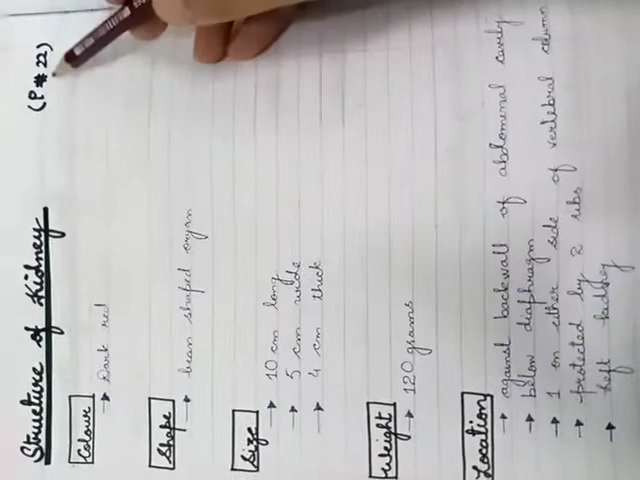 Structure of Kidney (P # 22)
Colour
→ Dark red
Shape
→ bean shaped organ
Size
→ 10 cm long
→ 5 cm wide
→ 4 cm thick
Weight
→ 120 grams
Location
→ against backwall of abdominal cavity
→ below diaphragm
→ 1 on either side of vertebral column
→ protected by 2 ribs
→ Left kidney